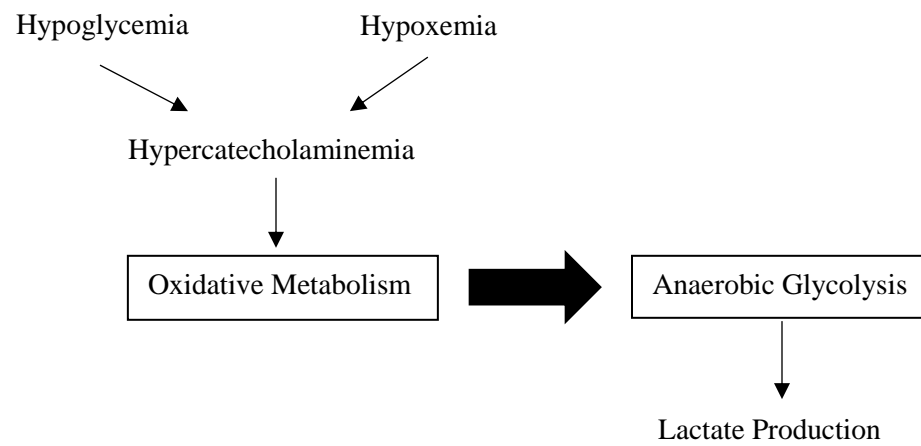 Hypoglycemia
Hypoxemia
Hypercatecholaminemia
Oxidative Metabolism
Anaerobic Glycolysis
Lactate Production